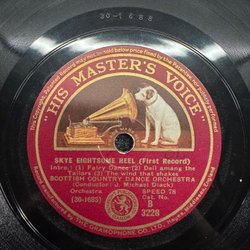 30-1688
"HIS MASTER'S VOICE"
SKYE EIGHTSOME REEL (First Record)
Intro: (1) Fairy Dance (2) Deil among the
Tailors (3) The wind that shakes
SCOTTISH COUNTRY DANCE ORCHESTRA
(Conductor: J. Michael Diack)
Orchestra
SPEED 78
Cat. No.
(30-1685)
B
3228
THE GRAMOPHONE CO. LTD.